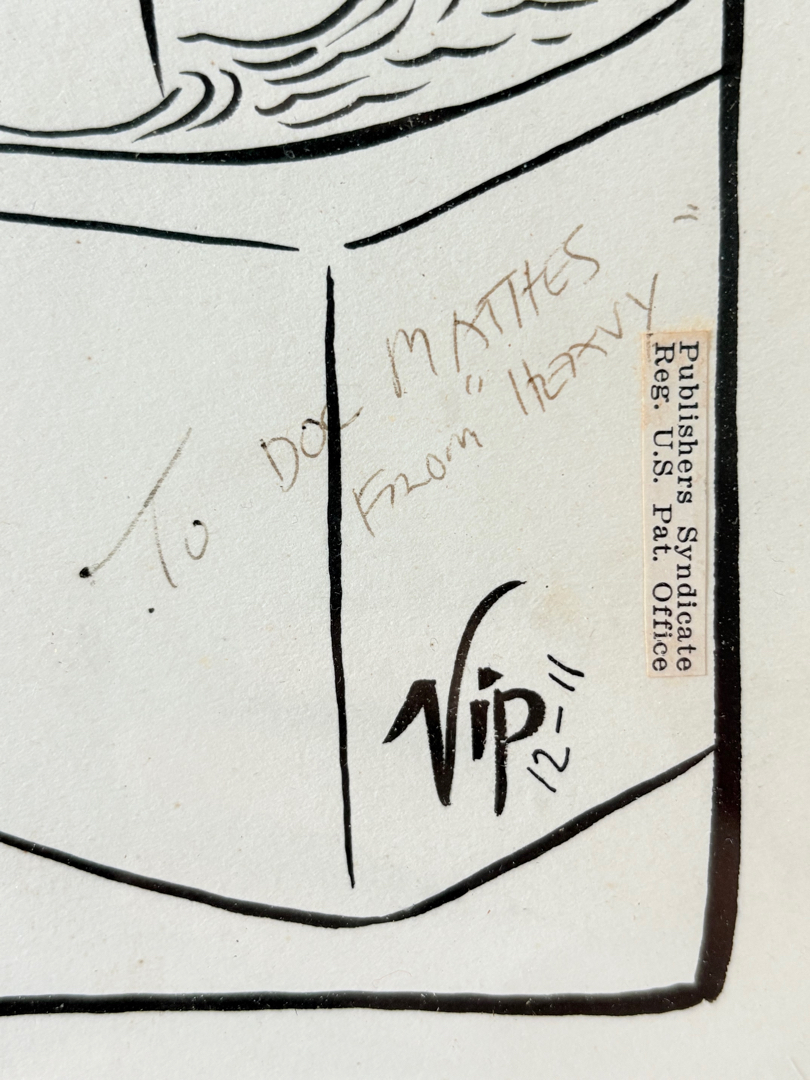 To DOC MATTHES
FROM "HEAVY"
Vip
12-11
Publishers Syndicate
Reg. U.S. Pat. Office